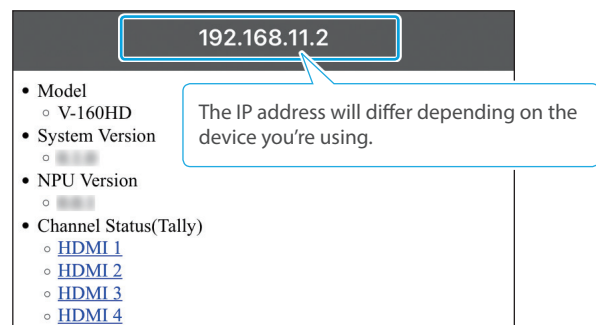 192.168.11.2
The IP address will differ depending on the
device you're using.
• Model
◦ V-160HD
• System Version
• NPU Version
• Channel Status(Tally)
◦ HDMI 1
◦ HDMI 2
◦ HDMI 3
◦ HDMI 4